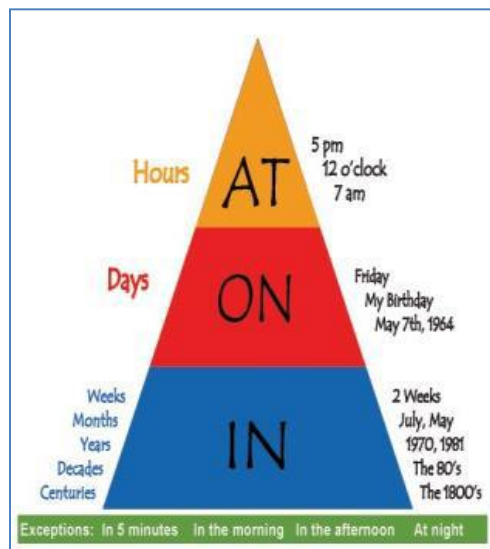 5 pm
12 o'clock
7 am
Hours
AT
Days
ON
Friday
My Birthday
May 7th, 1964
Weeks
Months
Years
Decades
Centuries
IN
2 Weeks
July, May
1970, 1981
The 80's
The 1800's
Exceptions: In 5 minutes In the morning In the afternoon At night